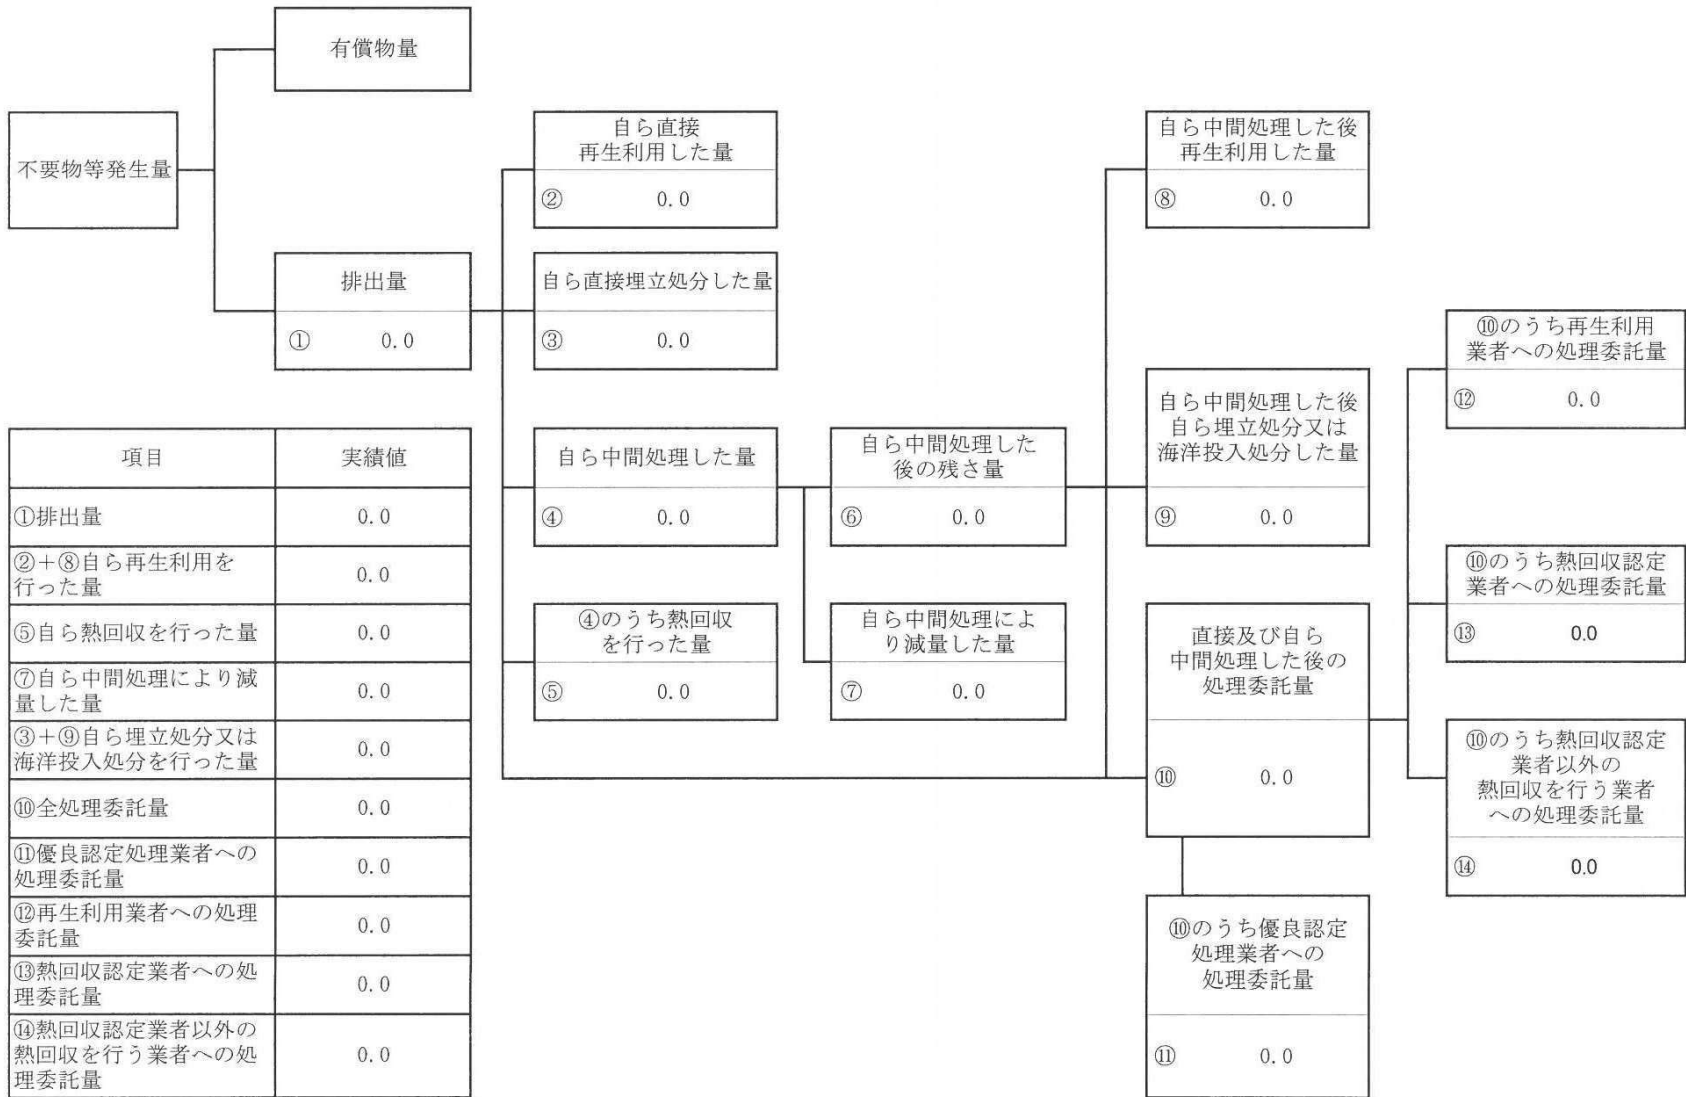 有償物量
不要物等発生量
排出量
① 0.0
自ら直接
再生利用した量
② 0.0
自ら直接埋立処分した量
③ 0.0
自ら中間処理した量
④ 0.0
④のうち熱回収
を行った量
⑤ 0.0
自ら中間処理した
後の残さ量
⑥ 0.0
自ら中間処理によ
り減量した量
⑦ 0.0
自ら中間処理した後
再生利用した量
⑧ 0.0
自ら中間処理した後
自ら埋立処分又は
海洋投入処分した量
⑨ 0.0
直接及び自ら
中間処理した後の
処理委託量
⑩ 0.0
⑩のうち優良認定
処理業者への
処理委託量
⑪ 0.0
⑩のうち再生利用
業者への処理委託量
⑫ 0.0
⑩のうち熱回収認定
業者への処理委託量
⑬ 0.0
⑩のうち熱回収認定
業者以外の
熱回収を行う業者
への処理委託量
⑭ 0.0
項目 実績値
①排出量 0.0
②+⑧自ら再生利用を
行った量 0.0
⑤自ら熱回収を行った量 0.0
⑦自ら中間処理により減
量した量 0.0
③+⑨自ら埋立処分又は
海洋投入処分を行った量 0.0
⑩全処理委託量 0.0
⑪優良認定処理業者への
処理委託量 0.0
⑫再生利用業者への処理
委託量 0.0
⑬熱回収認定業者への処
理委託量 0.0
⑭熱回収認定業者以外の
熱回収を行う業者への処
理委託量 0.0